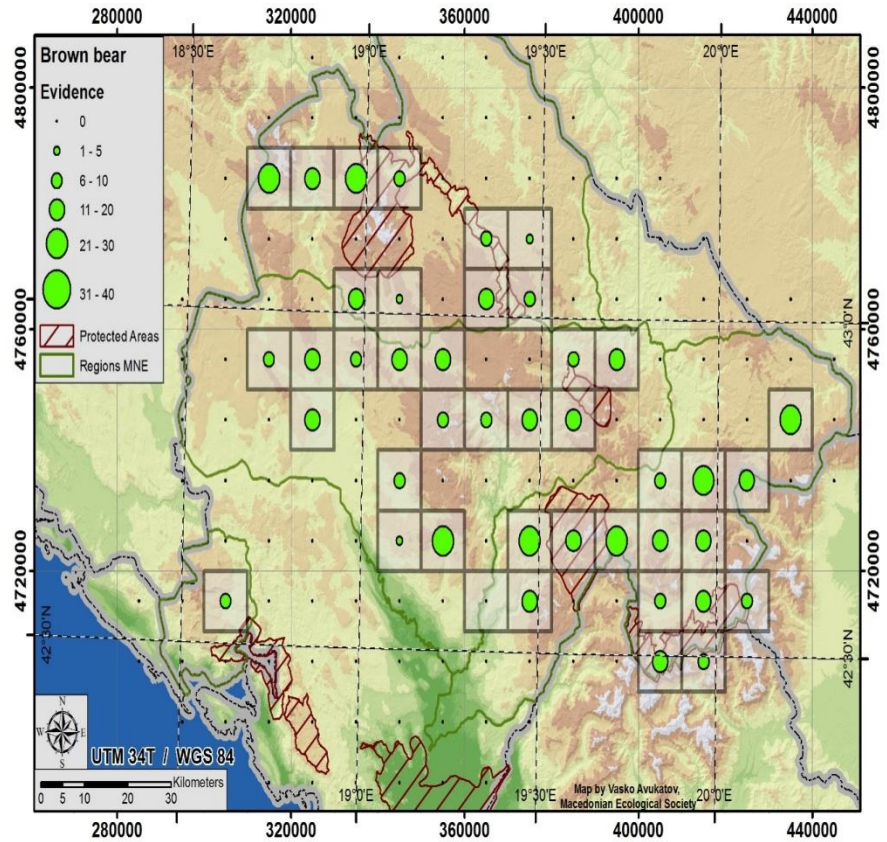 280000 320000 360000 400000 440000
Brown bear
Evidence
0
1 - 5
6 - 10
11 - 20
21 - 30
31 - 40
Protected Areas
Regions MNE
18°30'E 19°0'E 19°30'E 20°0'E
4800000 4800000
4760000 43°0'N 4760000
4720000 4720000
42°30'N 42°30'N
N
W E
S
UTM 34T / WGS 84
Kilometers
0 5 10 20 30
19°0'E 19°30'E 20°0'E
Map by Vasko Avukatov,
Macedonian Ecological Society
280000 320000 360000 400000 440000